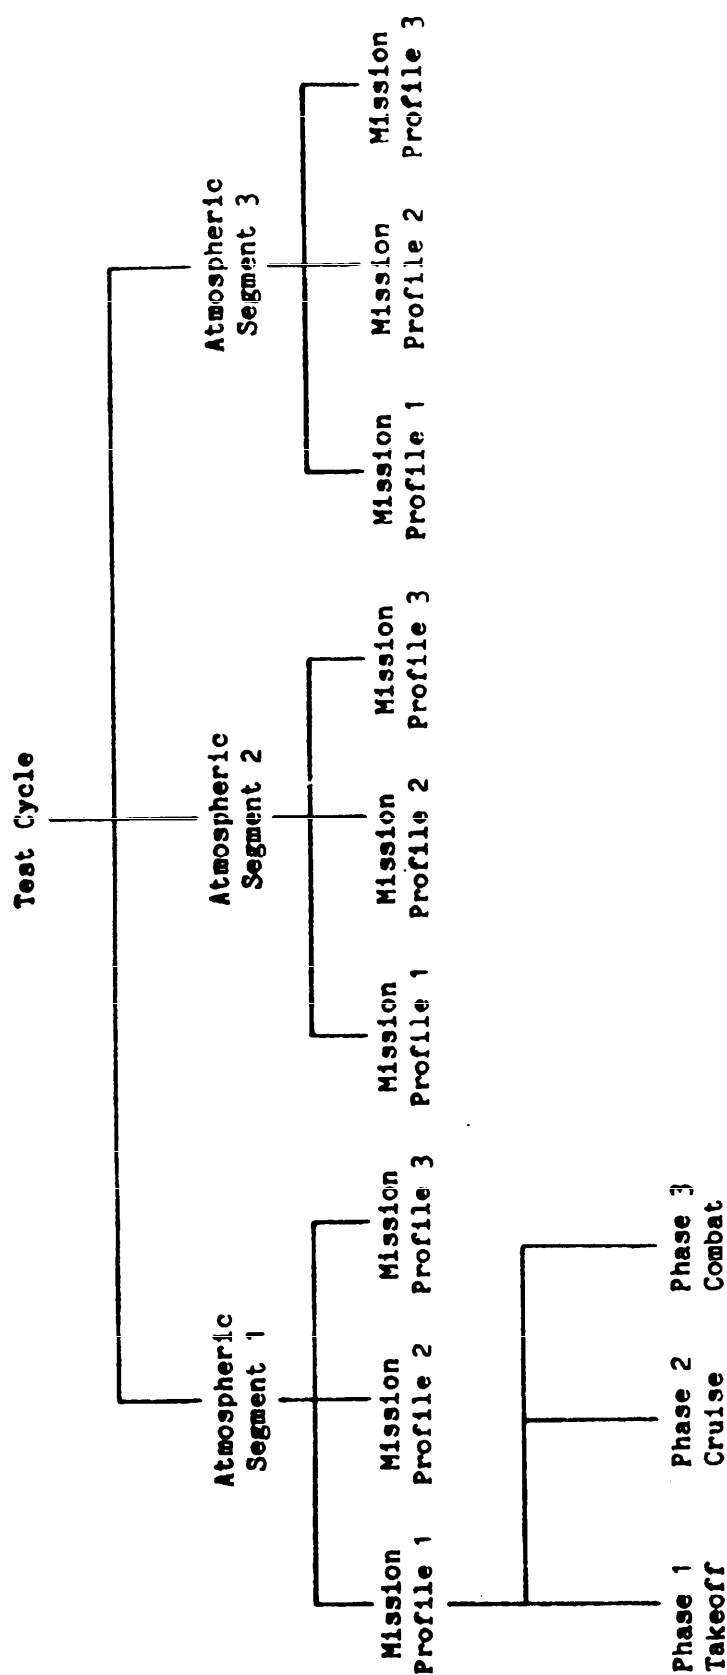 Test Cycle
Atmospheric
Segment 1
Atmospheric
Segment 2
Atmospheric
Segment 3
Mission
Profile 1
Mission
Profile 2
Mission
Profile 3
Mission
Profile 1
Mission
Profile 2
Mission
Profile 3
Mission
Profile 1
Mission
Profile 2
Mission
Profile 3
Phase 1
Takeoff
Phase 2
Cruise
Phase 3
Combat